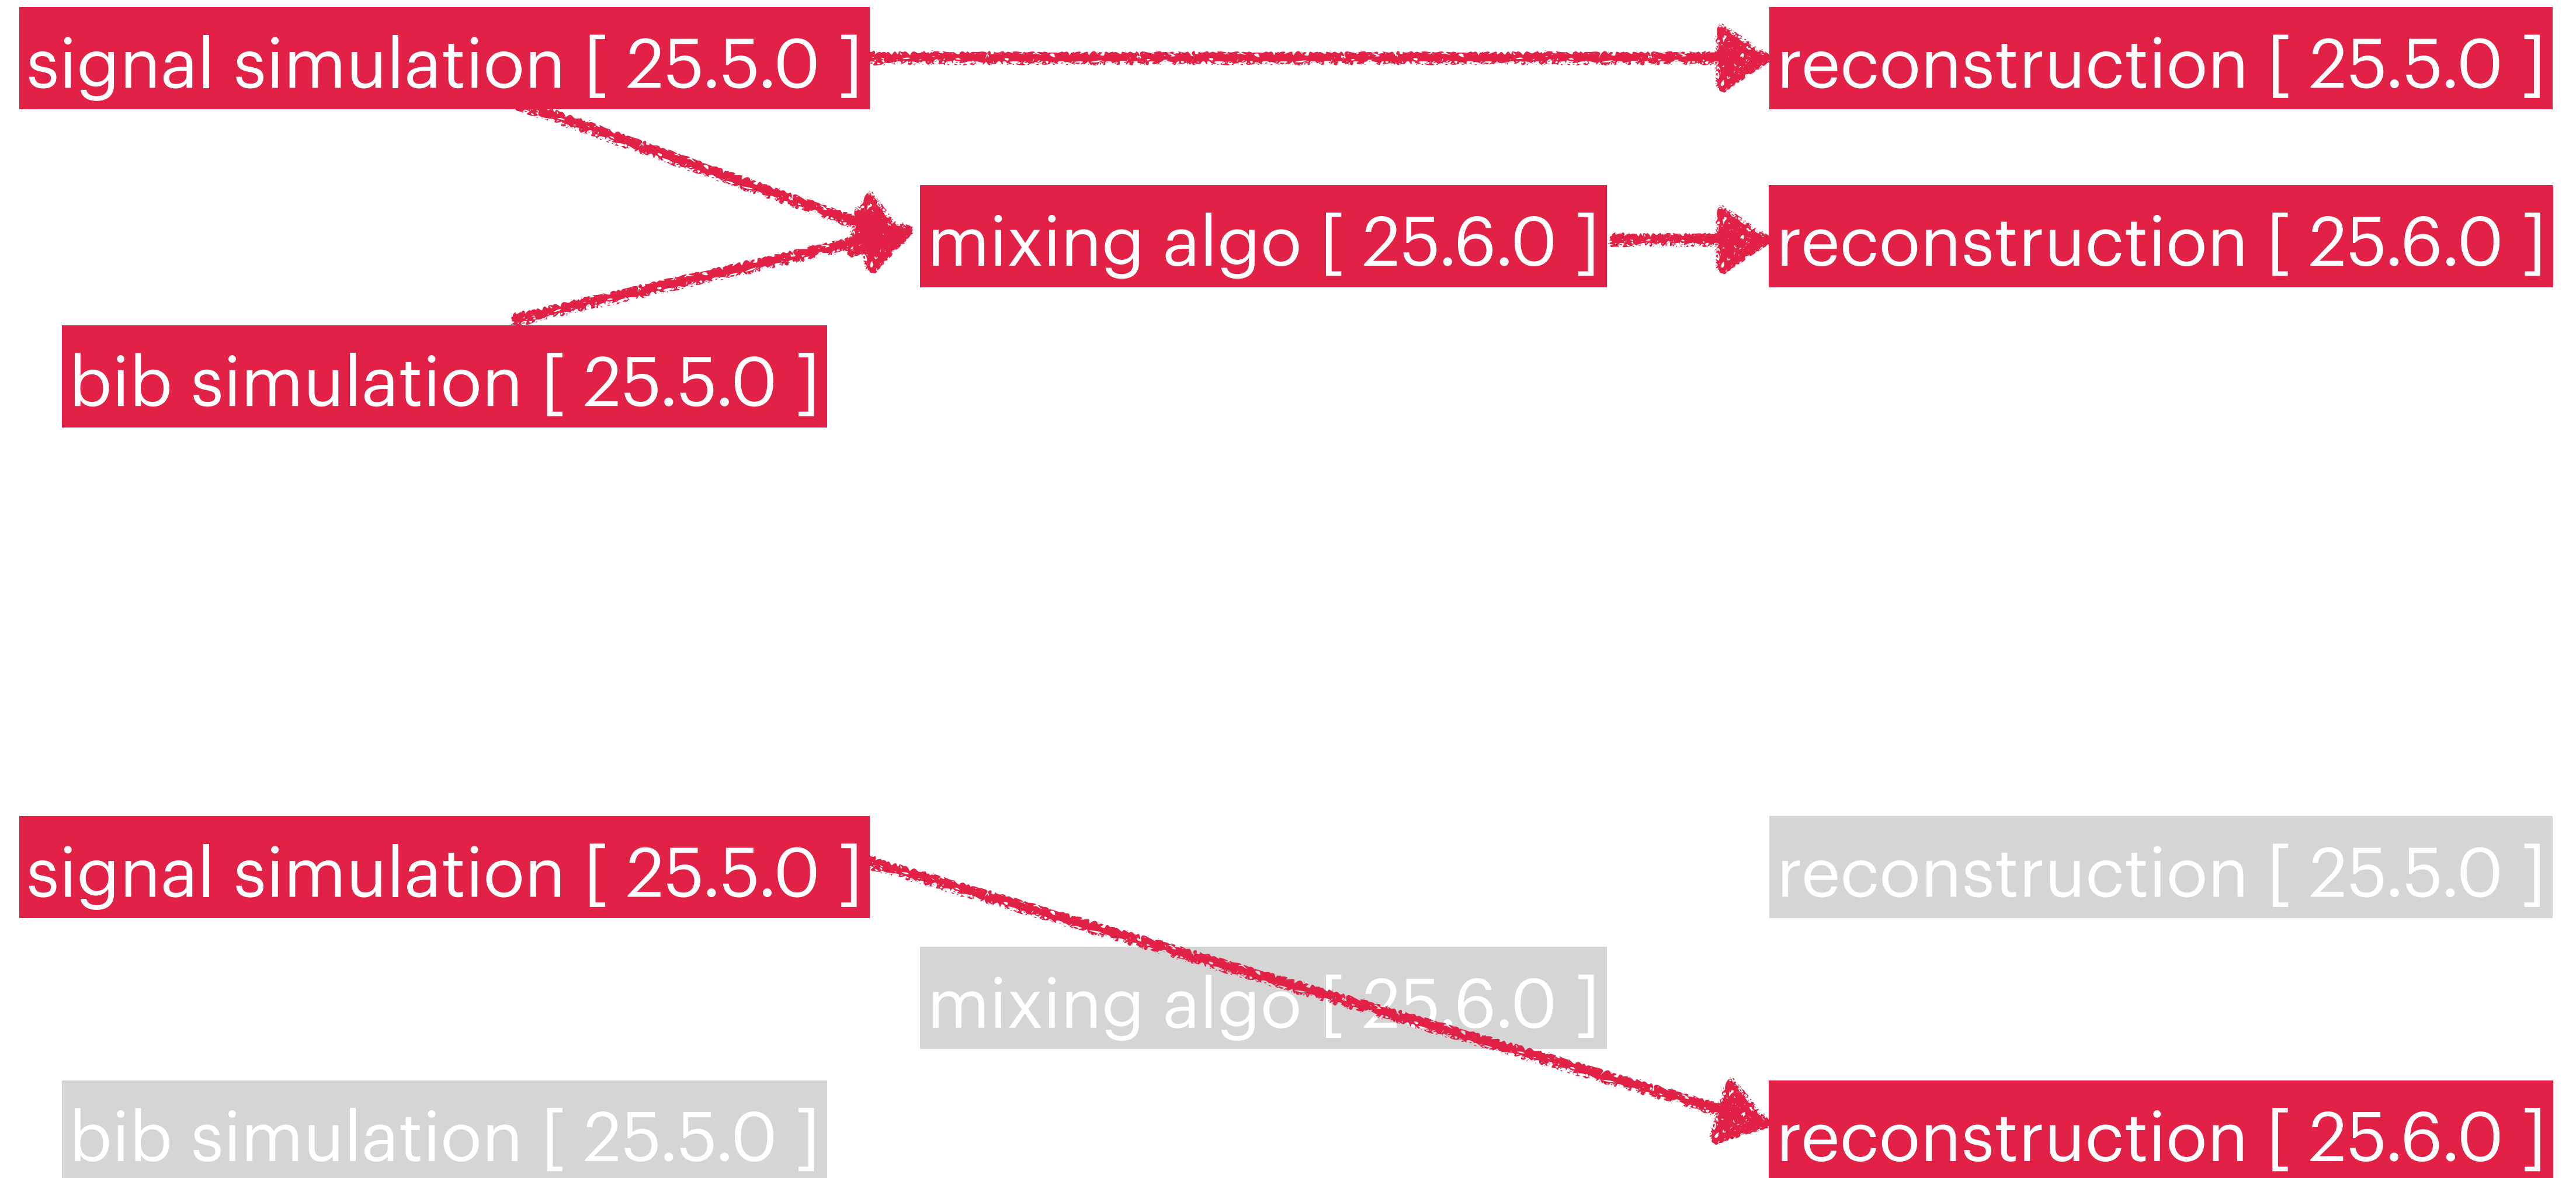 signal simulation [ 25.5.0 ]
reconstruction [ 25.5.0 ]
mixing algo [ 25.6.0 ]
reconstruction [ 25.6.0 ]
bib simulation [ 25.5.0 ]
signal simulation [ 25.5.0 ]
reconstruction [ 25.5.0 ]
mixing algo [ 25.6.0 ]
bib simulation [ 25.5.0 ]
reconstruction [ 25.6.0 ]